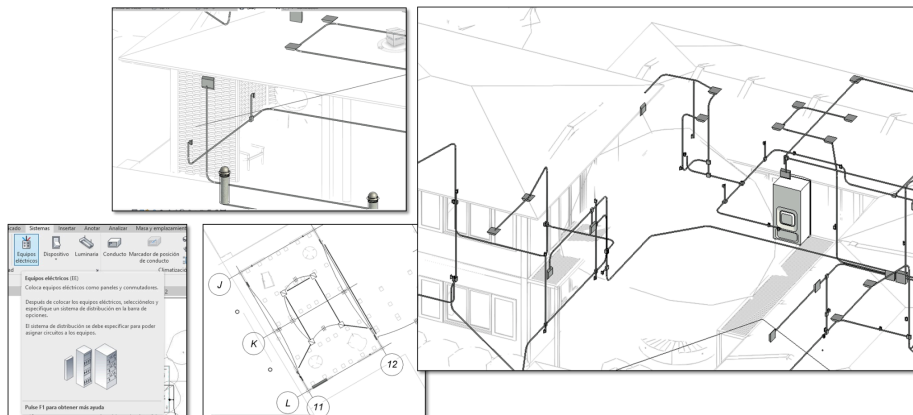 Sistemas Insertar Anotar Analizar Masa y emplazamient
Equipos eléctricos
Dispositivo
Luminaria
Conducto
Marcador de posición de conducto
Climatizac
Equipos eléctricos (EE)
Coloca equipos eléctricos como paneles y conmutadores.
Después de colocar los equipos eléctricos, selecciónelos y
especifique un sistema de distribución en la barra de
opciones.
El sistema de distribución se debe especificar para poder
asignar circuitos a los equipos.
Pulse F1 para obtener más ayuda
J
K
L
11
12